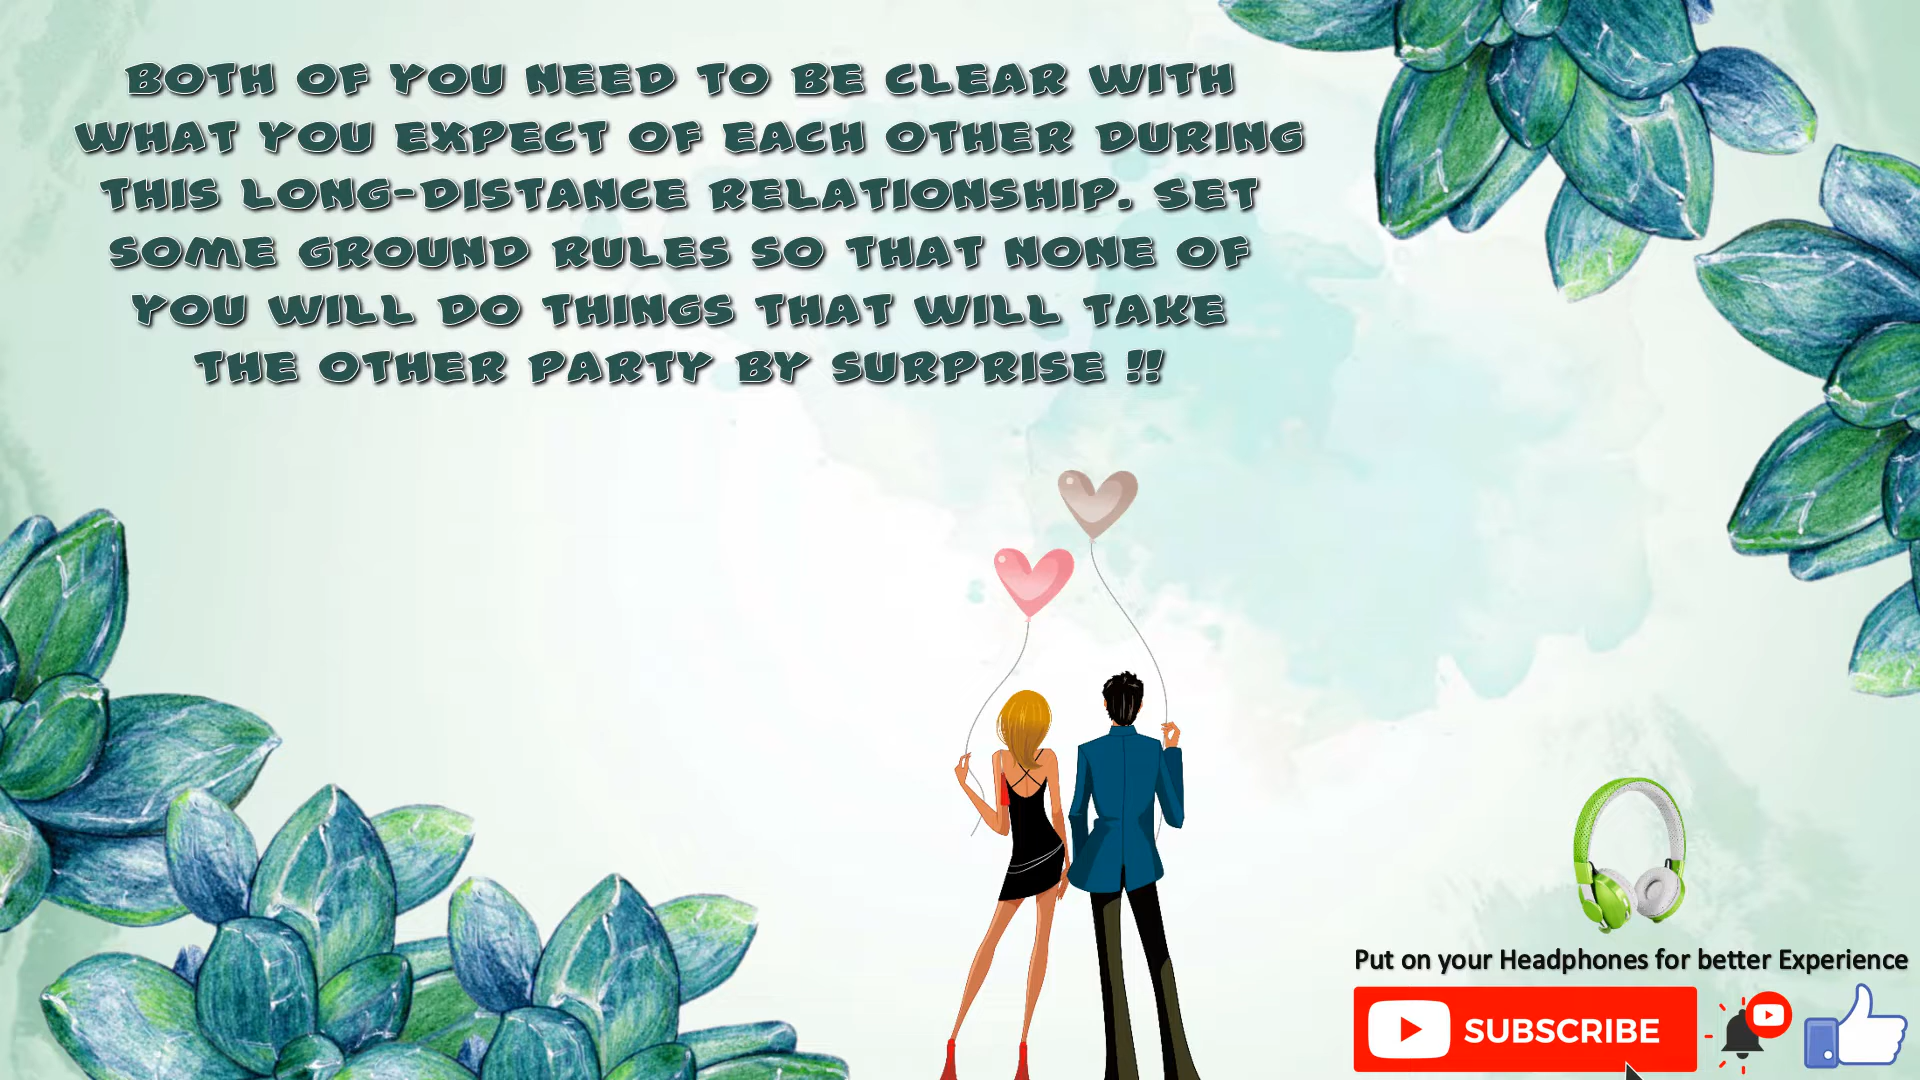 BOTH OF YOU NEED TO BE CLEAR WITH
WHAT YOU EXPECT OF EACH OTHER DURING
THIS LONG-DISTANCE RELATIONSHIP. SET
SOME GROUND RULES SO THAT NONE OF
YOU WILL DO THINGS THAT WILL TAKE
THE OTHER PARTY BY SURPRISE !!
Put on your Headphones for better Experience
SUBSCRIBE